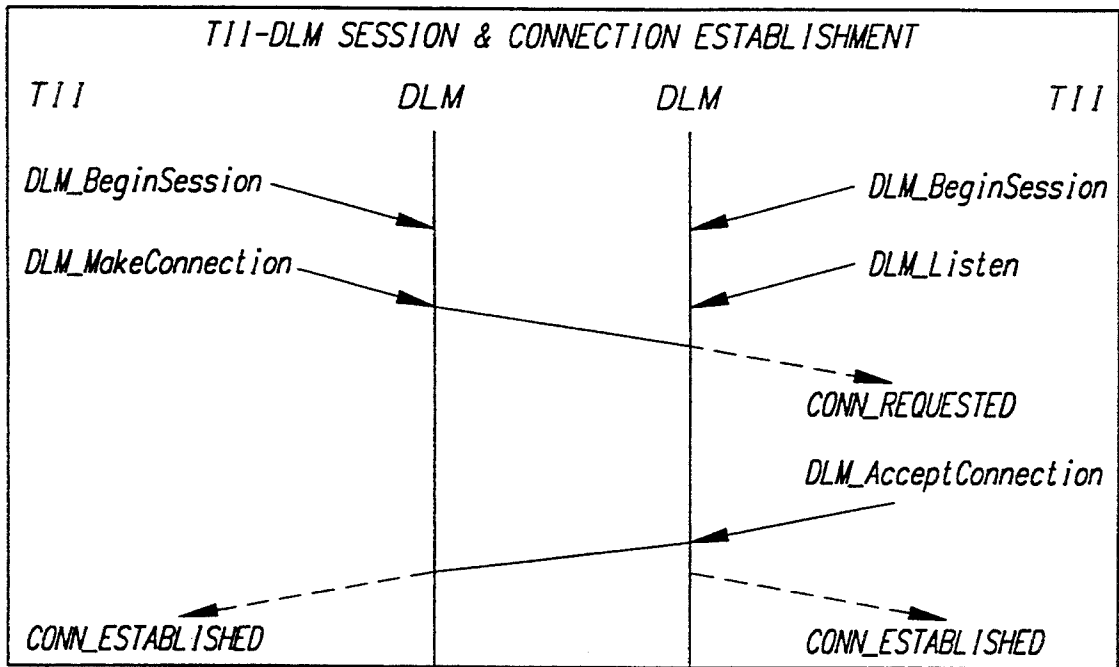 TII-DLM SESSION & CONNECTION ESTABLISHMENT
TII DLM DLM TII
DLM_BeginSession DLM_BeginSession
DLM_MakeConnection DLM_Listen
CONN_REQUESTED
DLM_AcceptConnection
CONN_ESTABLISHED CONN_ESTABLISHED